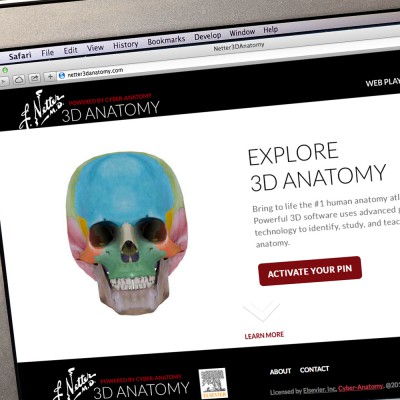 Safari File Edit View History Bookmarks Develop Window Help
Netter3DAnatomy
netter3danatomy.com
F. Netter M.D.
POWERED BY CYBER-ANATOMY
3D ANATOMY
WEB PLAY
EXPLORE
3D ANATOMY
Bring to life the #1 human anatomy atl
Powerful 3D software uses advanced
technology to identify, study, and teac
anatomy.
ACTIVATE YOUR PIN
LEARN MORE
F. Netter M.D.
POWERED BY CYBER-ANATOMY
3D ANATOMY
ELSEVIER
ABOUT CONTACT
Licensed by Elsevier, Inc. Cyber-Anatomy. @20